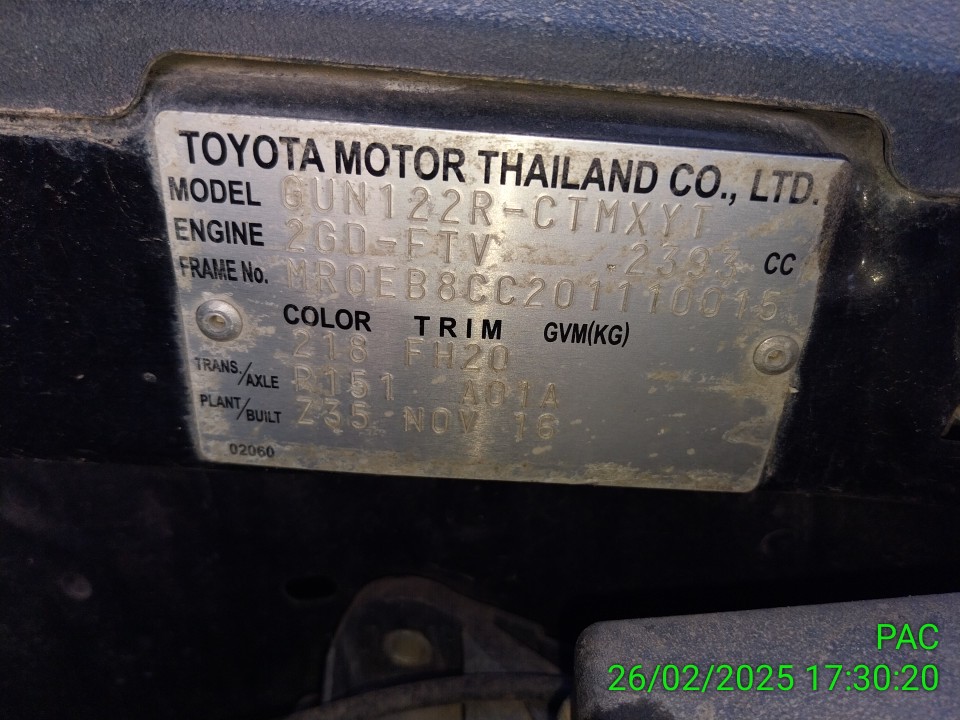 TOYOTA MOTOR THAILAND CO., LTD.
MODEL GUN122R-CTMXYT
ENGINE 2GD-FTV 2393 CC
FRAME No. MR0EB8CC201110015
COLOR TRIM GVM(KG)
218 FH20
TRANS./AXLE R151 A01A
PLANT/BUILT Z35 NOV 16
02060
PAC
26/02/2025 17:30:20